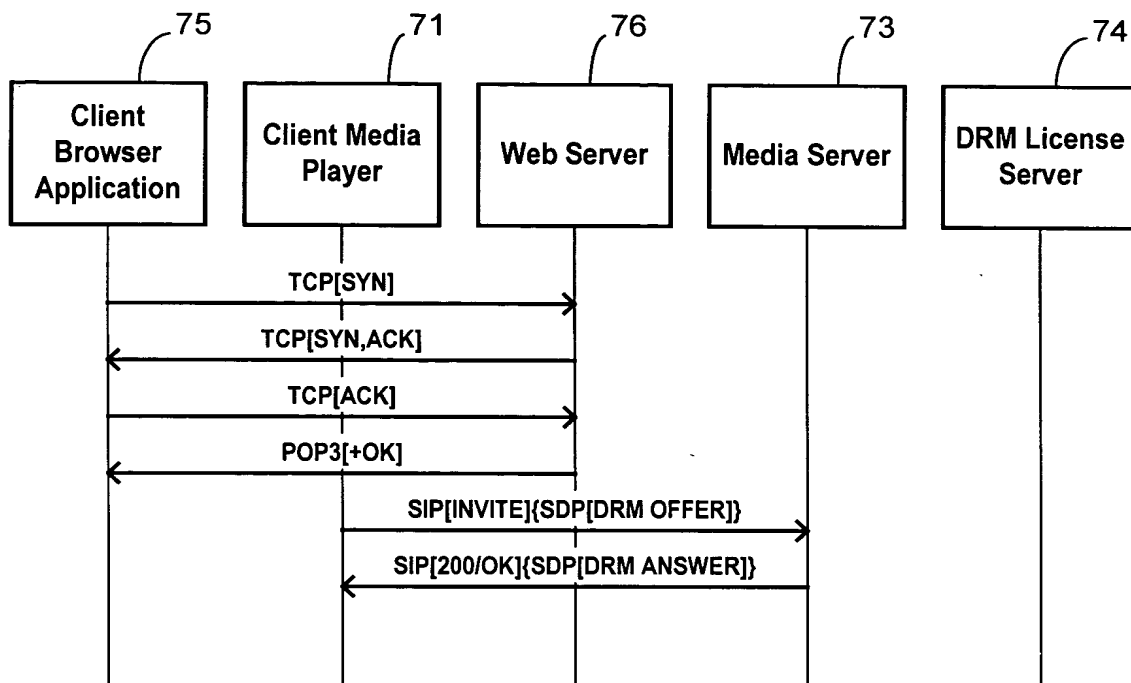 75
71
76
73
74
Client
Browser
Application
Client Media
Player
Web Server
Media Server
DRM License
Server
TCP[SYN]
TCP[SYN,ACK]
TCP[ACK]
POP3[+OK]
SIP[INVITE]{SDP[DRM OFFER]}
SIP[200/OK]{SDP[DRM ANSWER]}